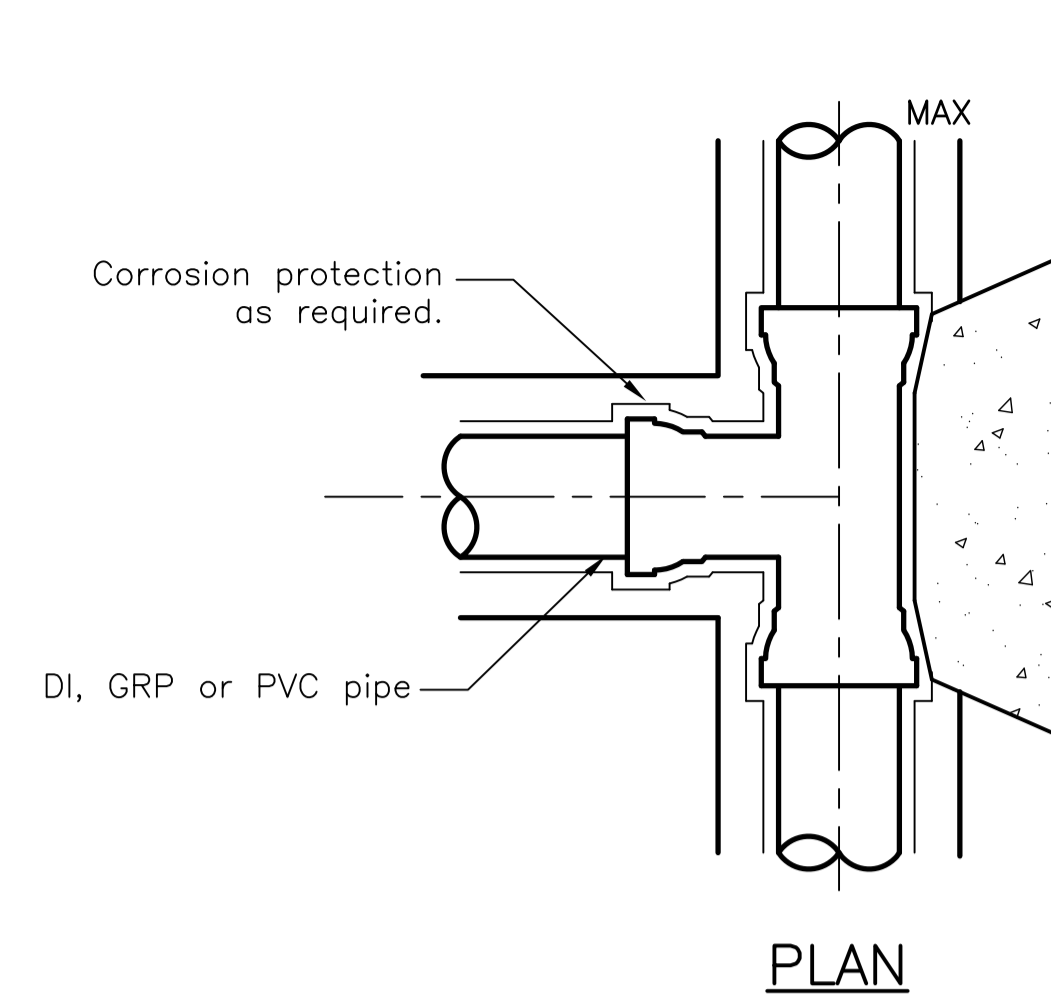 MAX
Corrosion protection
as required.
DI, GRP or PVC pipe
PLAN